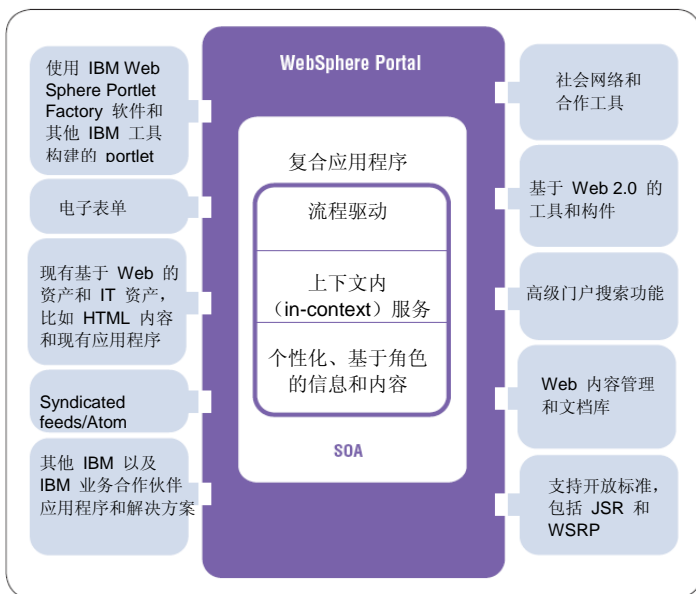 使用 IBM Web
Sphere Portlet
Factory 软件和
其他 IBM 工具
构建的 portlet
电子表单
现有基于 Web 的
资产和 IT 资产,
比如 HTML 内容
和现有应用程序
Syndicated
feeds/Atom
其他 IBM 以及
IBM 业务合作伙伴
应用程序和解决方案
WebSphere Portal
复合应用程序
流程驱动
上下文内
（in-context）服务
个性化、基于角色
的信息和内容
SOA
社会网络和
合作工具
基于 Web 2.0 的
工具和构件
高级门户搜索功能
Web 内容管理
和文档库
支持开放标准,
包括 JSR 和
WSRP